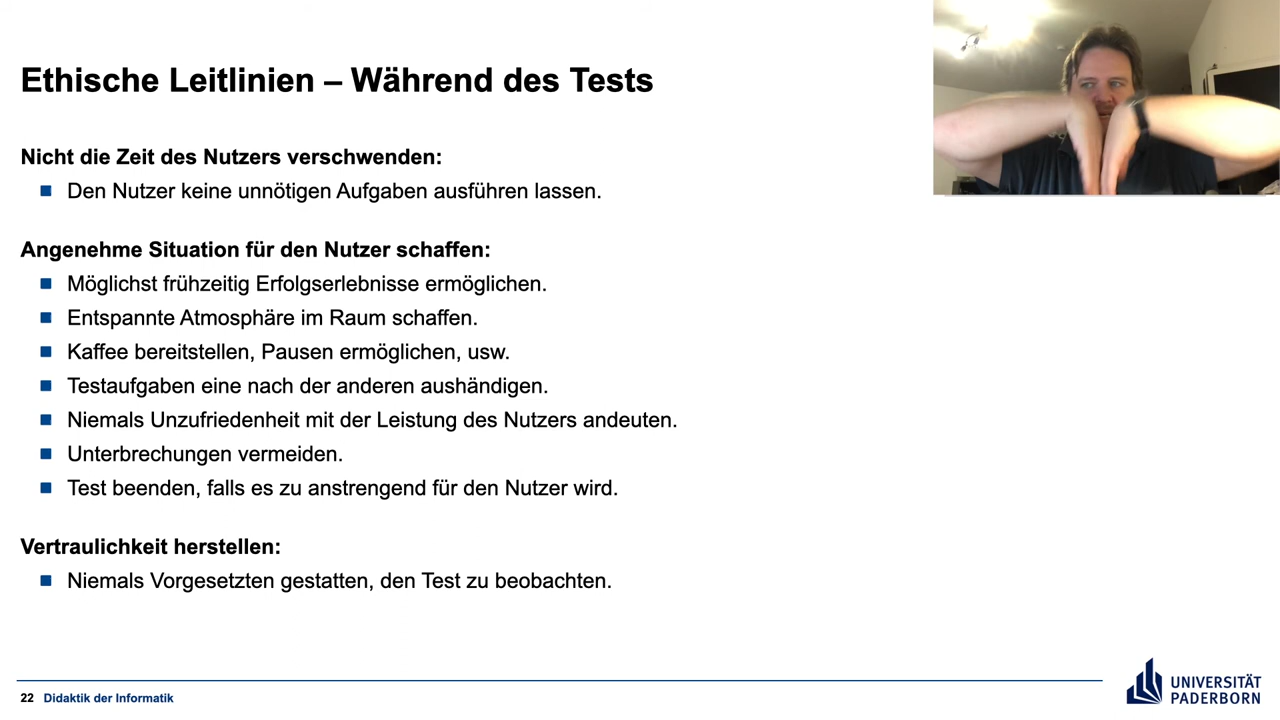 Ethische Leitlinien – Während des Tests
Nicht die Zeit des Nutzers verschwenden:
Den Nutzer keine unnötigen Aufgaben ausführen lassen.
Angenehme Situation für den Nutzer schaffen:
Möglichst frühzeitig Erfolgserlebnisse ermöglichen.
Entspannte Atmosphäre im Raum schaffen.
Kaffee bereitstellen, Pausen ermöglichen, usw.
Testaufgaben eine nach der anderen aushändigen.
Niemals Unzufriedenheit mit der Leistung des Nutzers andeuten.
Unterbrechungen vermeiden.
Test beenden, falls es zu anstrengend für den Nutzer wird.
Vertraulichkeit herstellen:
Niemals Vorgesetzten gestatten, den Test zu beobachten.
22 Didaktik der Informatik
UNIVERSITÄT
PADERBORN